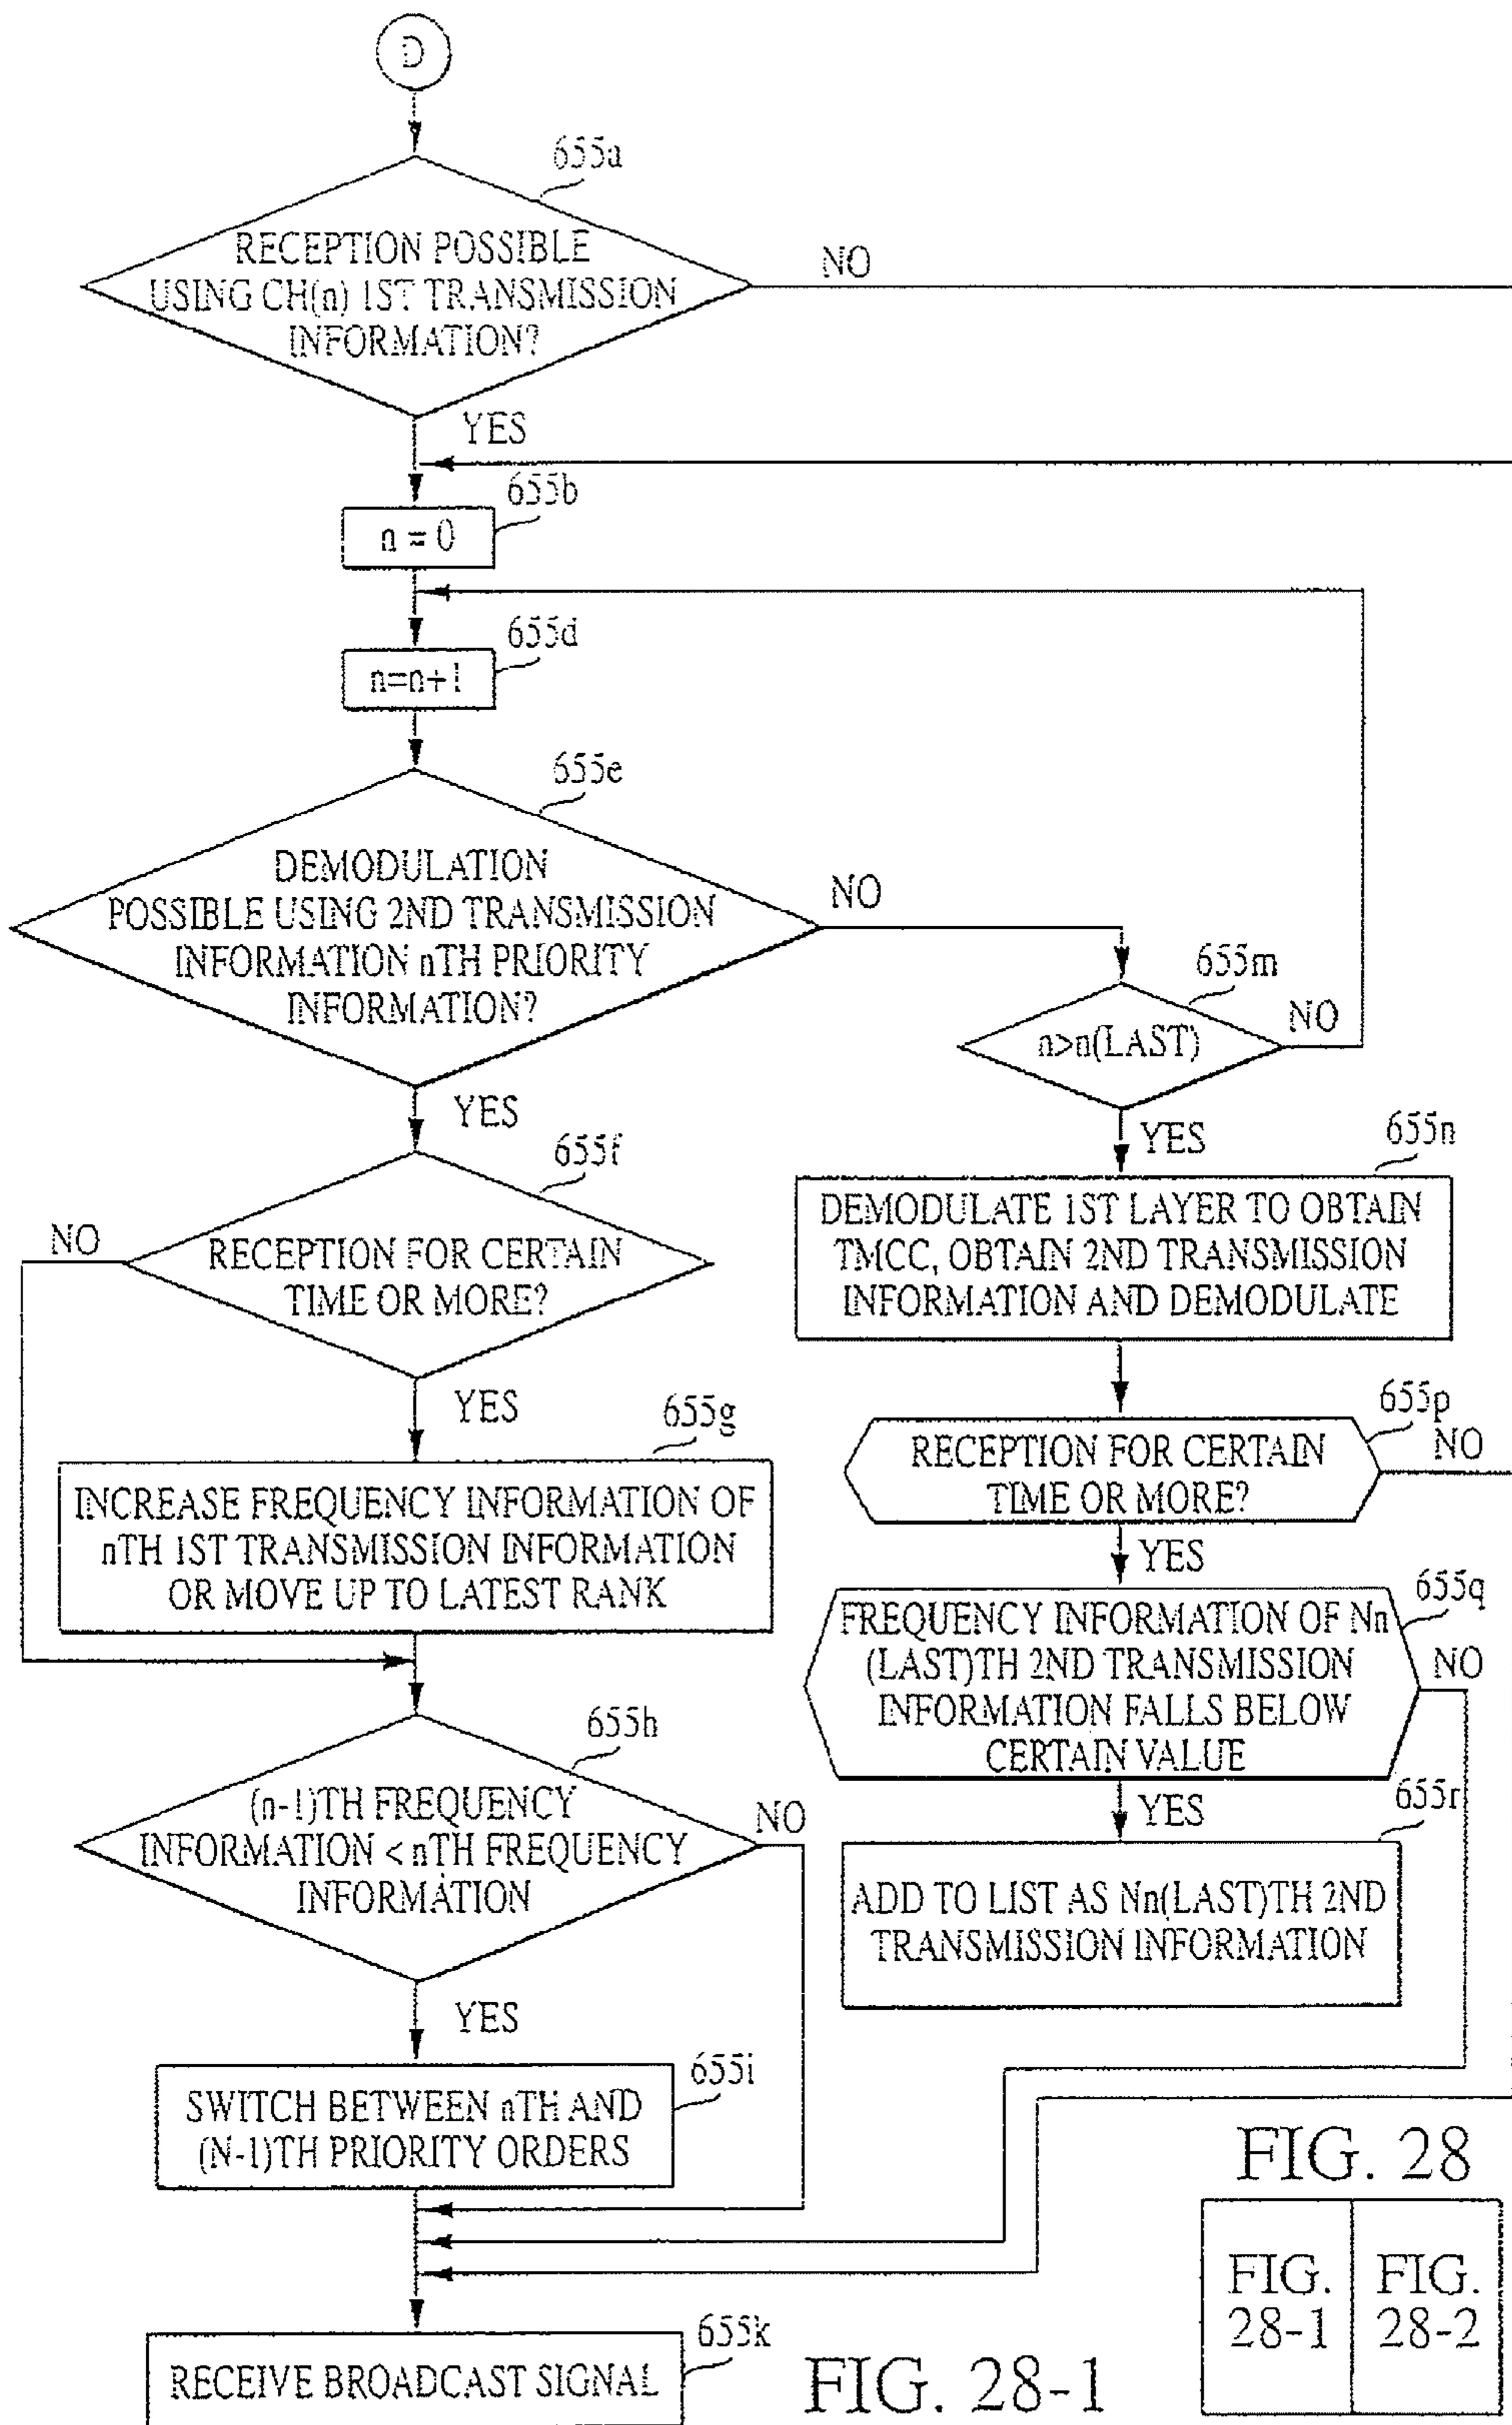 D
655a
RECEPTION POSSIBLE
USING CH(n) 1ST TRANSMISSION
INFORMATION?
NO
YES
655b
n = 0
655d
n=n+1
655e
DEMODULATION
POSSIBLE USING 2ND TRANSMISSION
INFORMATION nTH PRIORITY
INFORMATION?
NO
YES
655m
n>n(LAST)
NO
YES
655f
RECEPTION FOR CERTAIN
TIME OR MORE?
NO
YES
655n
DEMODULATE 1ST LAYER TO OBTAIN
TMCC, OBTAIN 2ND TRANSMISSION
INFORMATION AND DEMODULATE
655g
INCREASE FREQUENCY INFORMATION OF
nTH 1ST TRANSMISSION INFORMATION
OR MOVE UP TO LATEST RANK
655p
RECEPTION FOR CERTAIN
TIME OR MORE?
NO
YES
655q
FREQUENCY INFORMATION OF Nn
(LAST)TH 2ND TRANSMISSION
INFORMATION FALLS BELOW
CERTAIN VALUE
NO
YES
655h
(n-1)TH FREQUENCY
INFORMATION < nTH FREQUENCY
INFORMATION
NO
YES
655r
ADD TO LIST AS Nn(LAST)TH 2ND
TRANSMISSION INFORMATION
655i
SWITCH BETWEEN nTH AND
(N-1)TH PRIORITY ORDERS
655k
RECEIVE BROADCAST SIGNAL
FIG. 28-1
FIG. 28
FIG.
28-1
FIG.
28-2